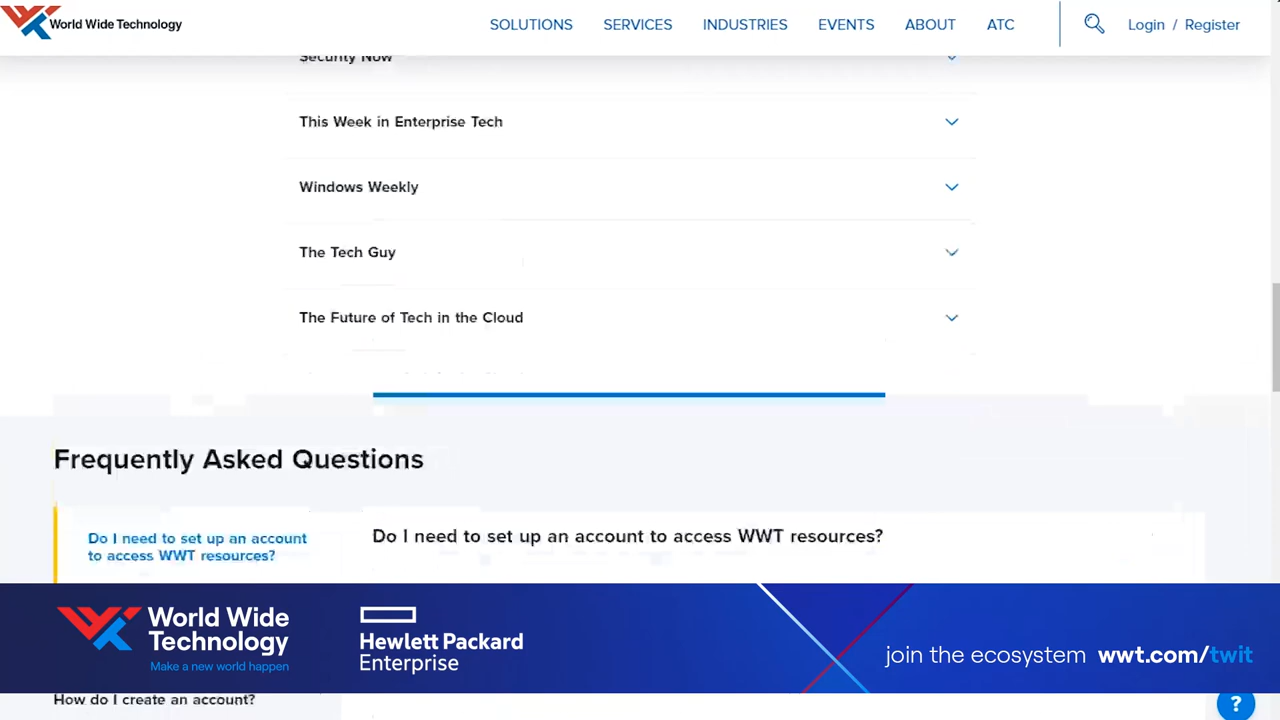 World Wide Technology
SOLUTIONS SERVICES INDUSTRIES EVENTS ABOUT ATC Login / Register
Security Now
This Week in Enterprise Tech
Windows Weekly
The Tech Guy
The Future of Tech in the Cloud
Frequently Asked Questions
Do I need to set up an account
to access WWT resources?
Do I need to set up an account to access WWT resources?
World Wide
Technology
Make a new world happen
Hewlett Packard
Enterprise
join the ecosystem wwt.com/twit
How do I create an account?
?